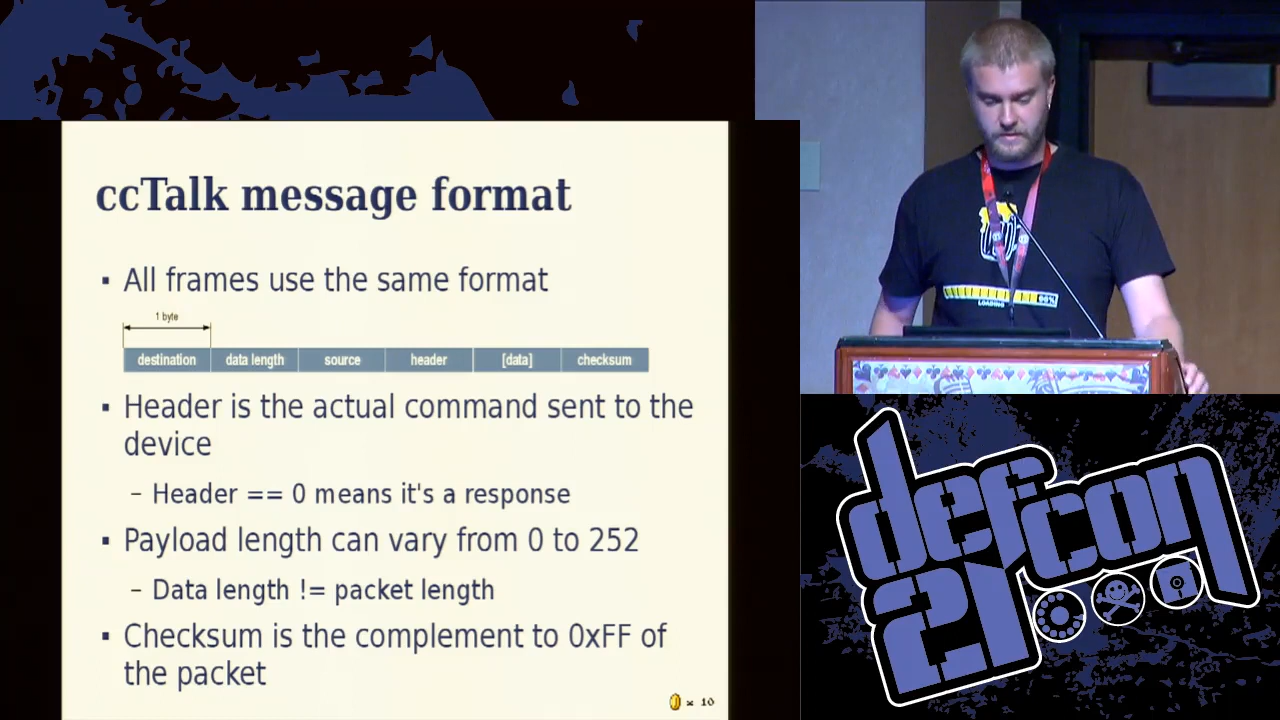 ccTalk message format
▪ All frames use the same format
1 byte
destination data length source header [data] checksum
▪ Header is the actual command sent to the
device
– Header == 0 means it's a response
▪ Payload length can vary from 0 to 252
– Data length != packet length
▪ Checksum is the complement to 0xFF of
the packet
x 10
LOADING
defcon
21